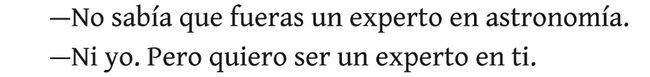 —No sabía que fueras un experto en astronomía.
—Ni yo. Pero quiero ser un experto en ti.